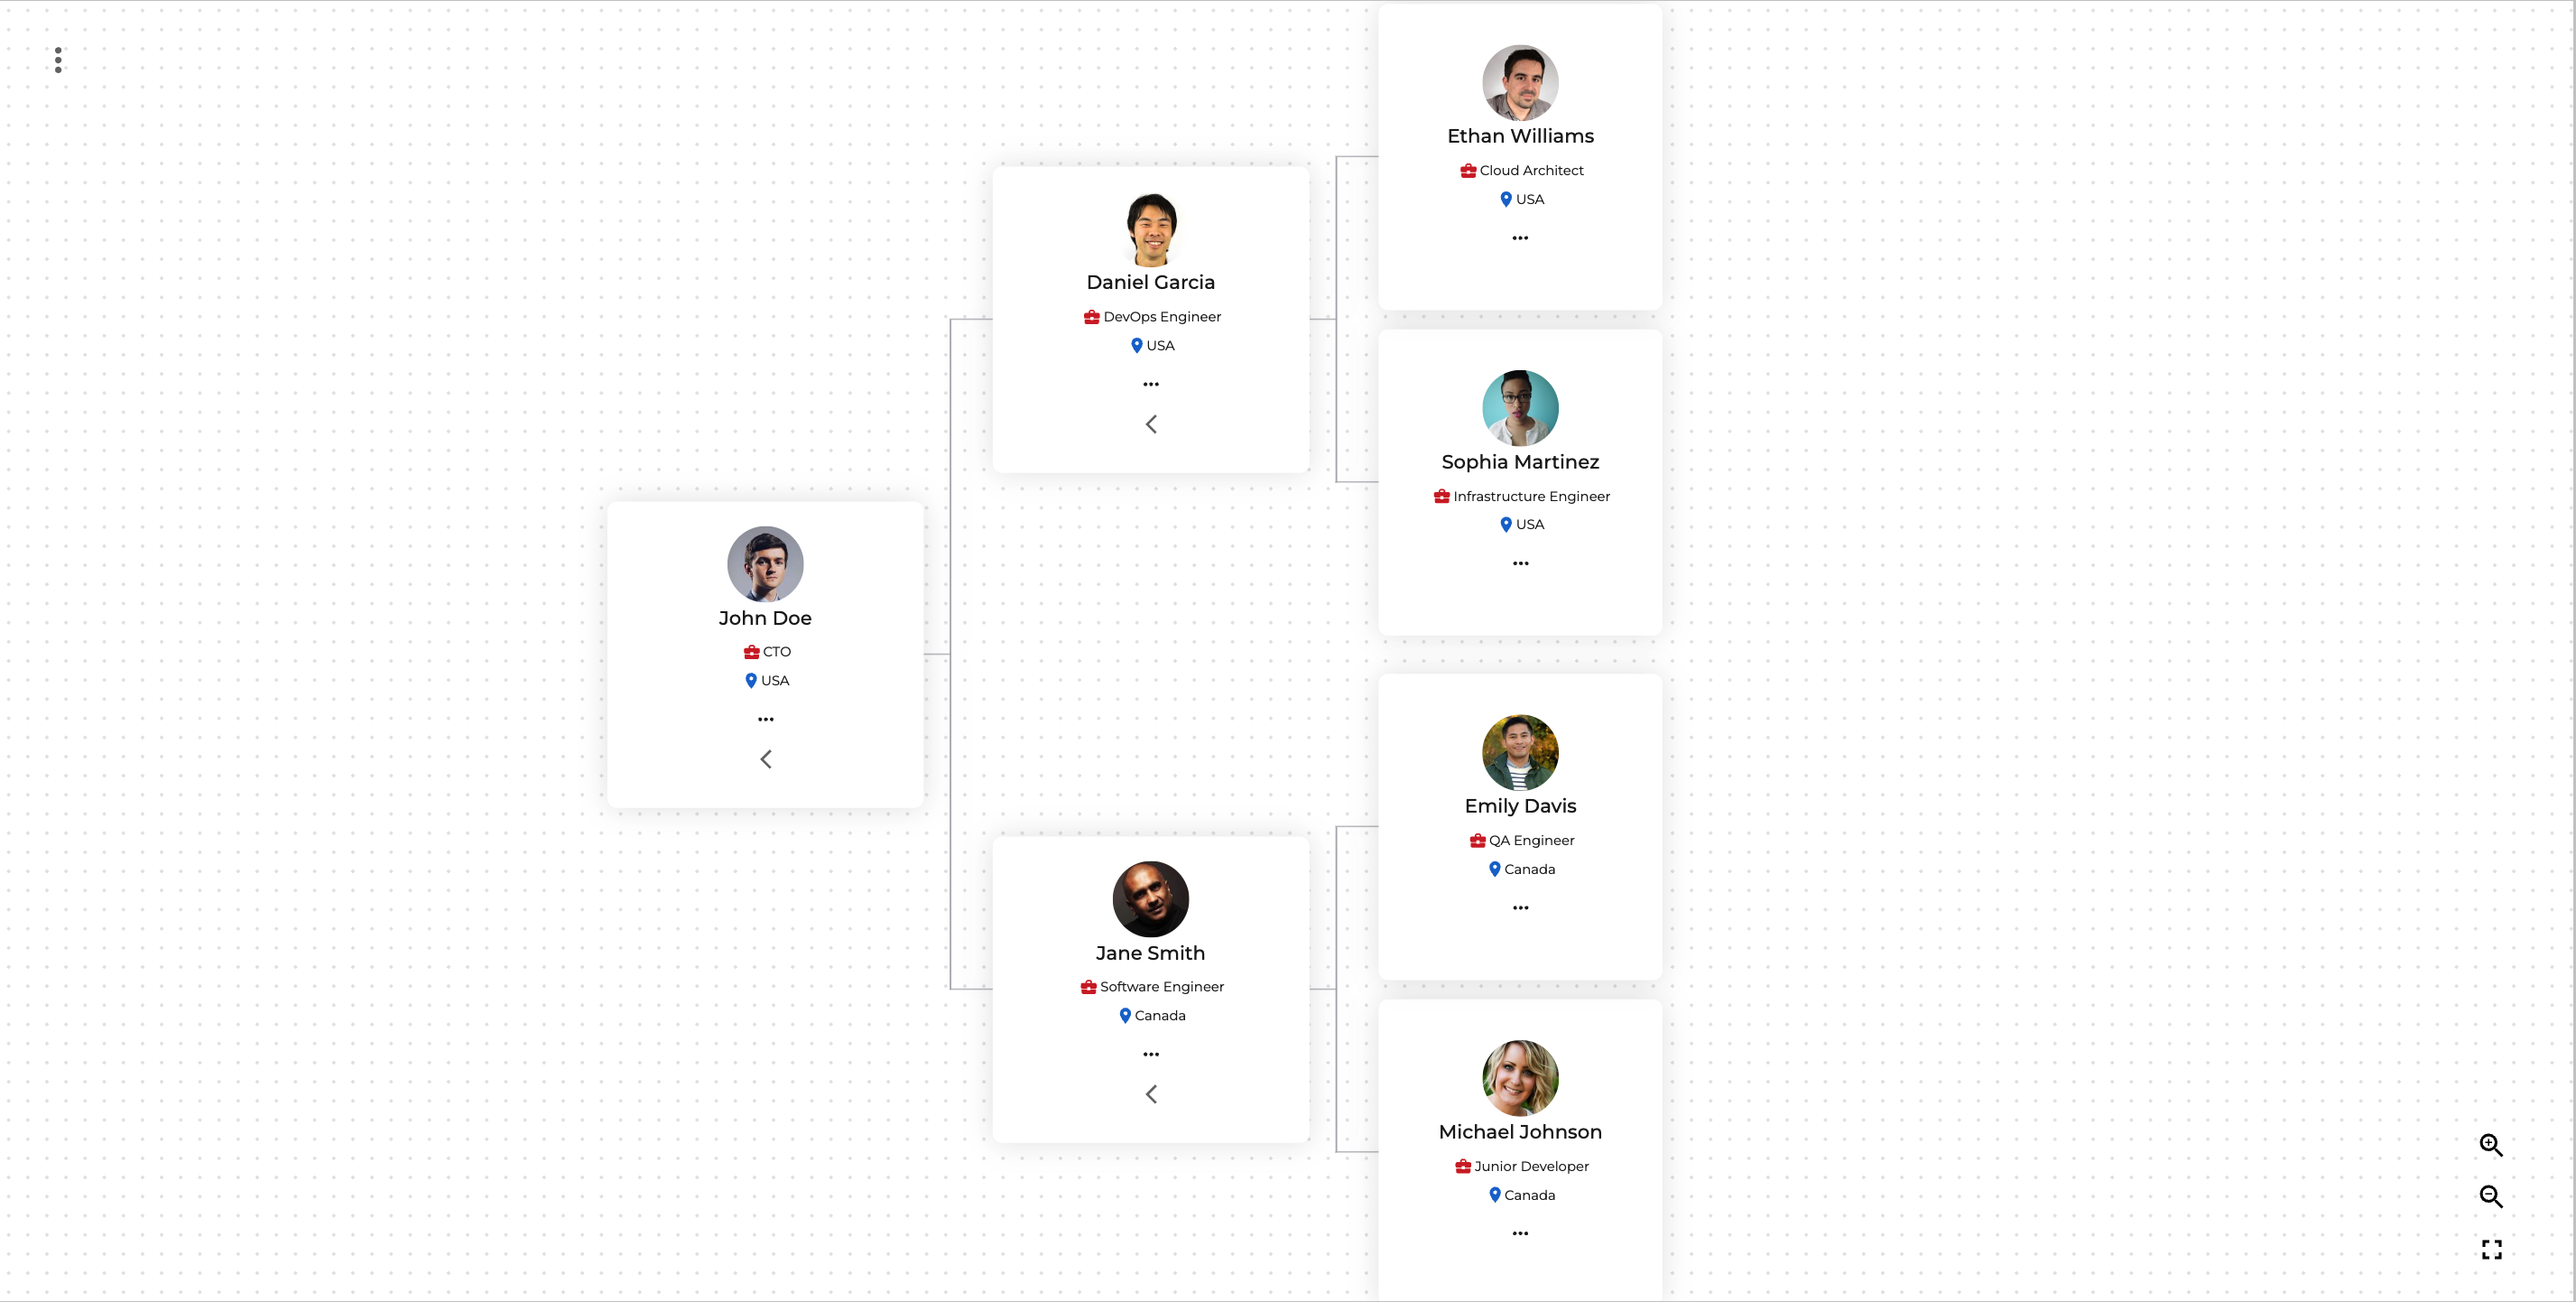 Ethan Williams
Cloud Architect
USA
Daniel Garcia
DevOps Engineer
USA
Sophia Martinez
Infrastructure Engineer
USA
John Doe
CTO
USA
Emily Davis
QA Engineer
Canada
Jane Smith
Software Engineer
Canada
Michael Johnson
Junior Developer
Canada